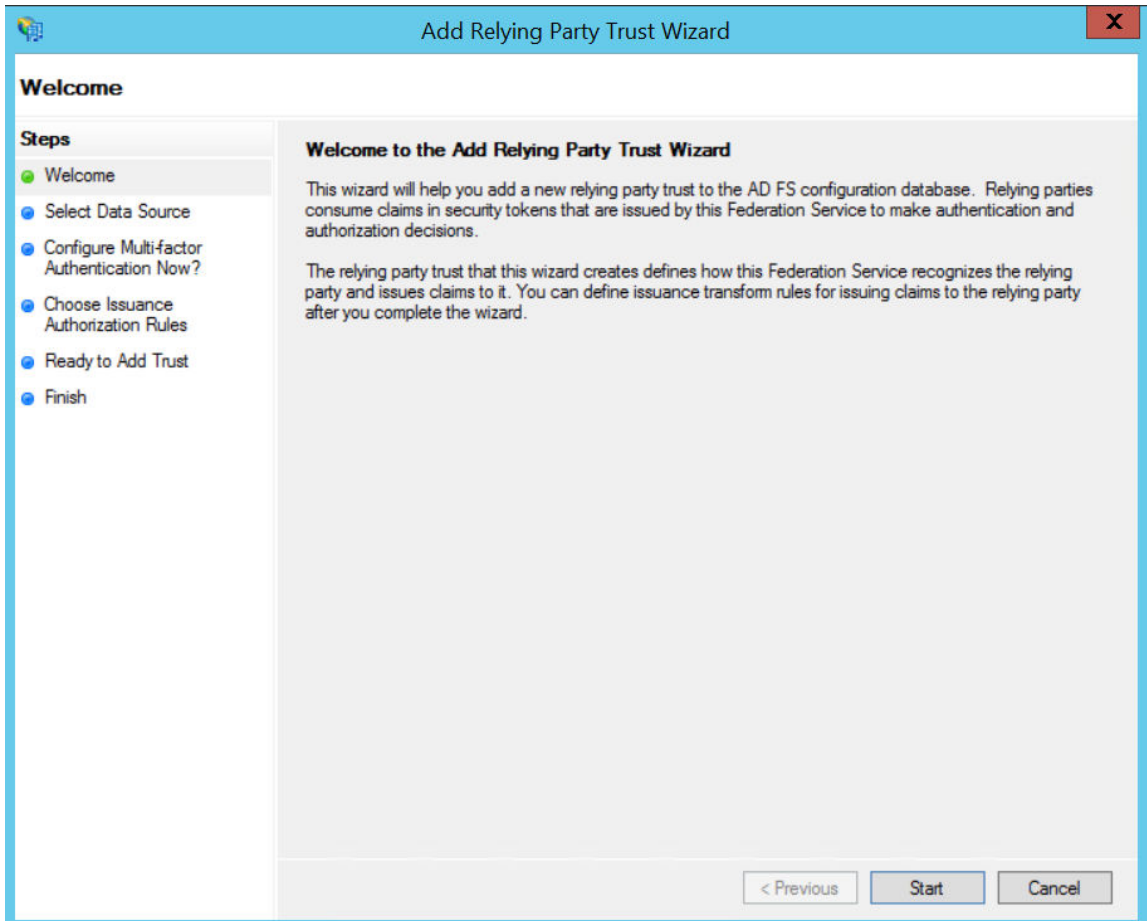 Add Relying Party Trust Wizard
X
Welcome
Steps
Welcome
Select Data Source
Configure Multi-factor
Authentication Now?
Choose Issuance
Authorization Rules
Ready to Add Trust
Finish
Welcome to the Add Relying Party Trust Wizard
This wizard will help you add a new relying party trust to the AD FS configuration database.  Relying parties
consume claims in security tokens that are issued by this Federation Service to make authentication and
authorization decisions.
The relying party trust that this wizard creates defines how this Federation Service recognizes the relying
party and issues claims to it. You can define issuance transform rules for issuing claims to the relying party
after you complete the wizard.
< Previous
Start
Cancel